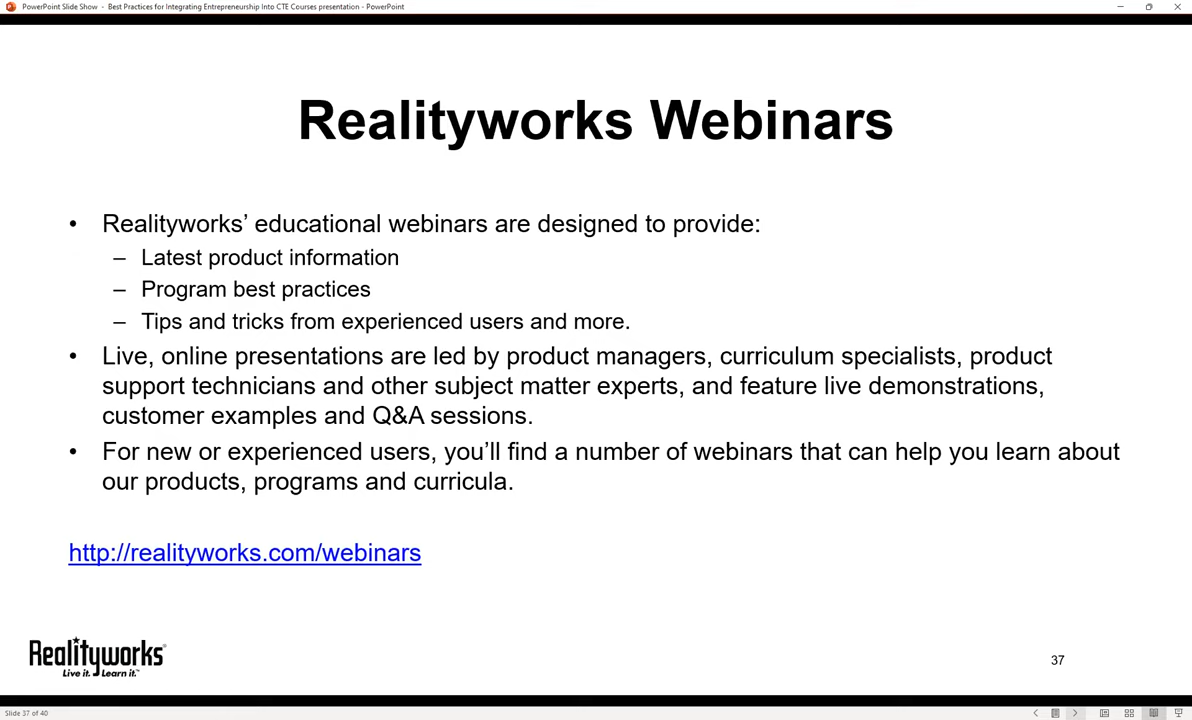 PowerPoint Slide Show - Best Practices for Integrating Entrepreneurship Into CTE Courses presentation - PowerPoint
Realityworks Webinars
• Realityworks’ educational webinars are designed to provide:
– Latest product information
– Program best practices
– Tips and tricks from experienced users and more.
• Live, online presentations are led by product managers, curriculum specialists, product
support technicians and other subject matter experts, and feature live demonstrations,
customer examples and Q&A sessions.
• For new or experienced users, you’ll find a number of webinars that can help you learn about
our products, programs and curricula.
http://realityworks.com/webinars
Realityworks®
Live it. Learn it.™
37
Slide 37 of 40